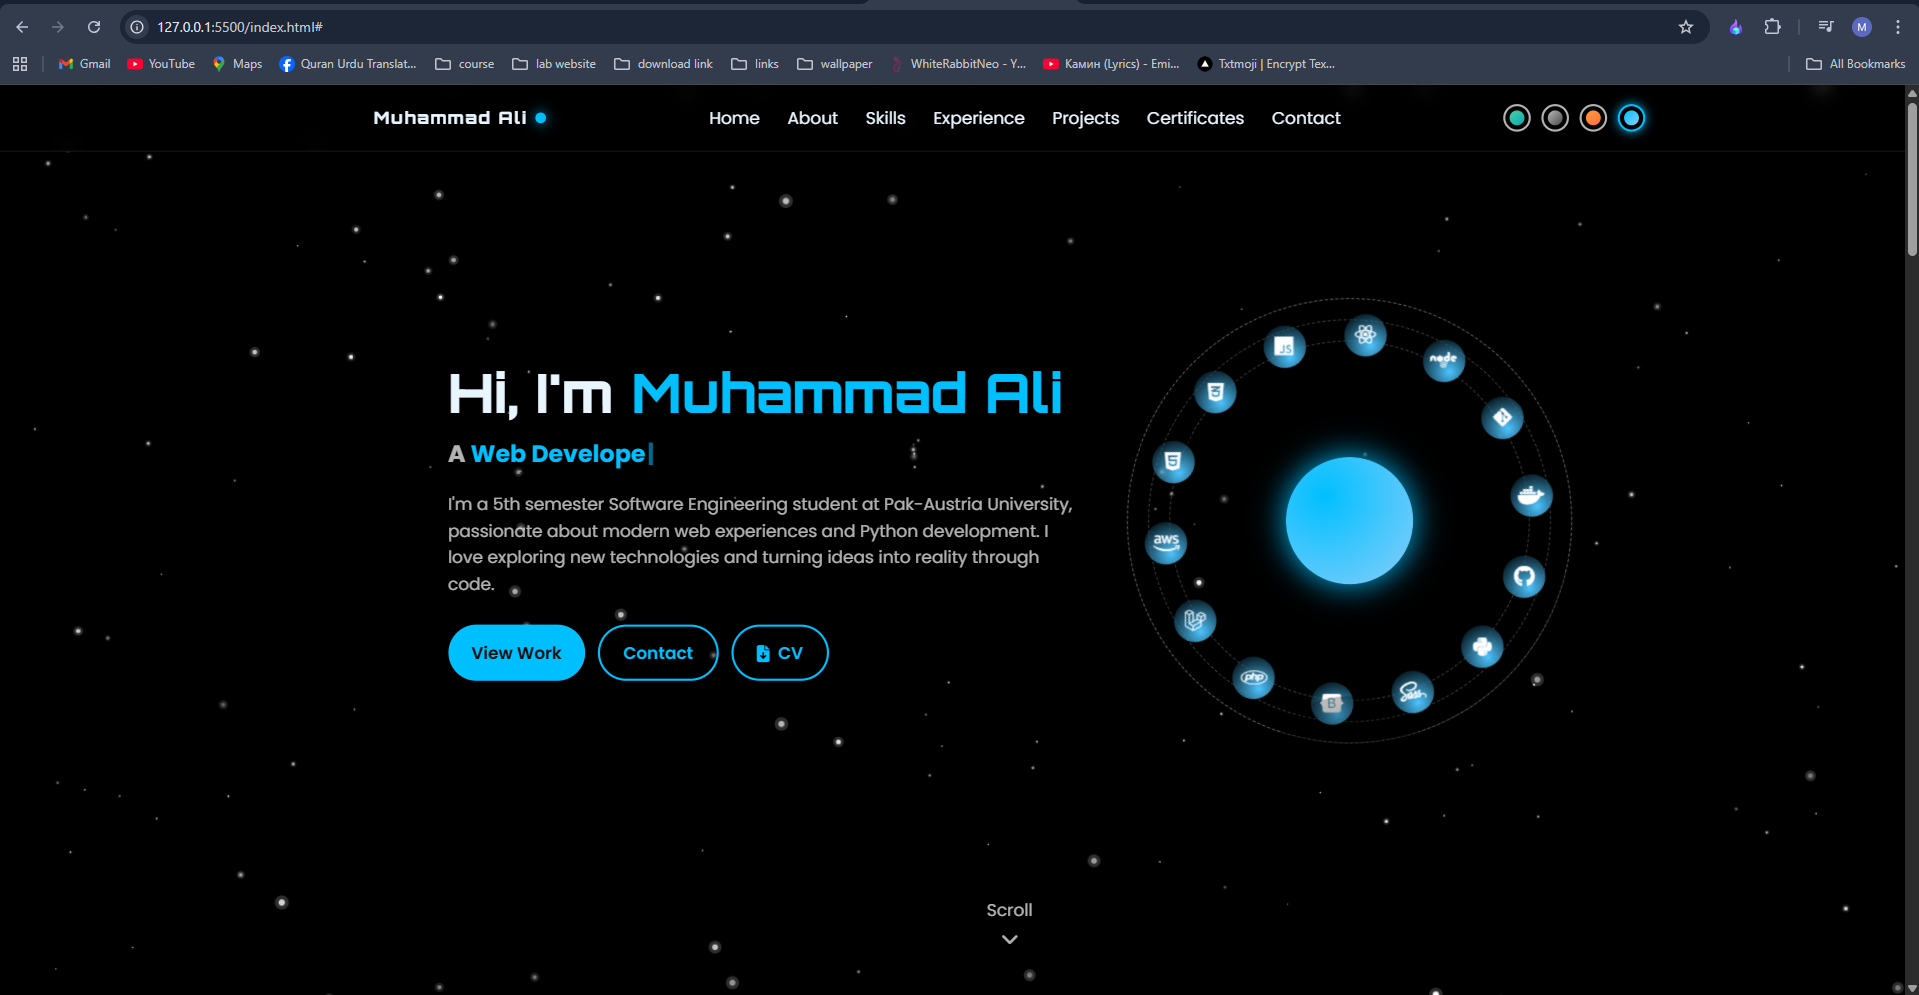 127.0.0.1:5500/index.html#
M
Gmail
YouTube
Maps
Quran Urdu Translat...
course
lab website
download link
links
wallpaper
WhiteRabbitNeo - Y...
Камин (Lyrics) - Emi...
Txtmoji | Encrypt Tex...
All Bookmarks
Muhammad Ali
Home
About
Skills
Experience
Projects
Certificates
Contact
Hi, I'm Muhammad Ali
A Web Develope
I'm a 5th semester Software Engineering student at Pak-Austria University,
passionate about modern web experiences and Python development. I
love exploring new technologies and turning ideas into reality through
code.
View Work
Contact
CV
JS
node
3
5
aws
php
B
Sass
Scroll